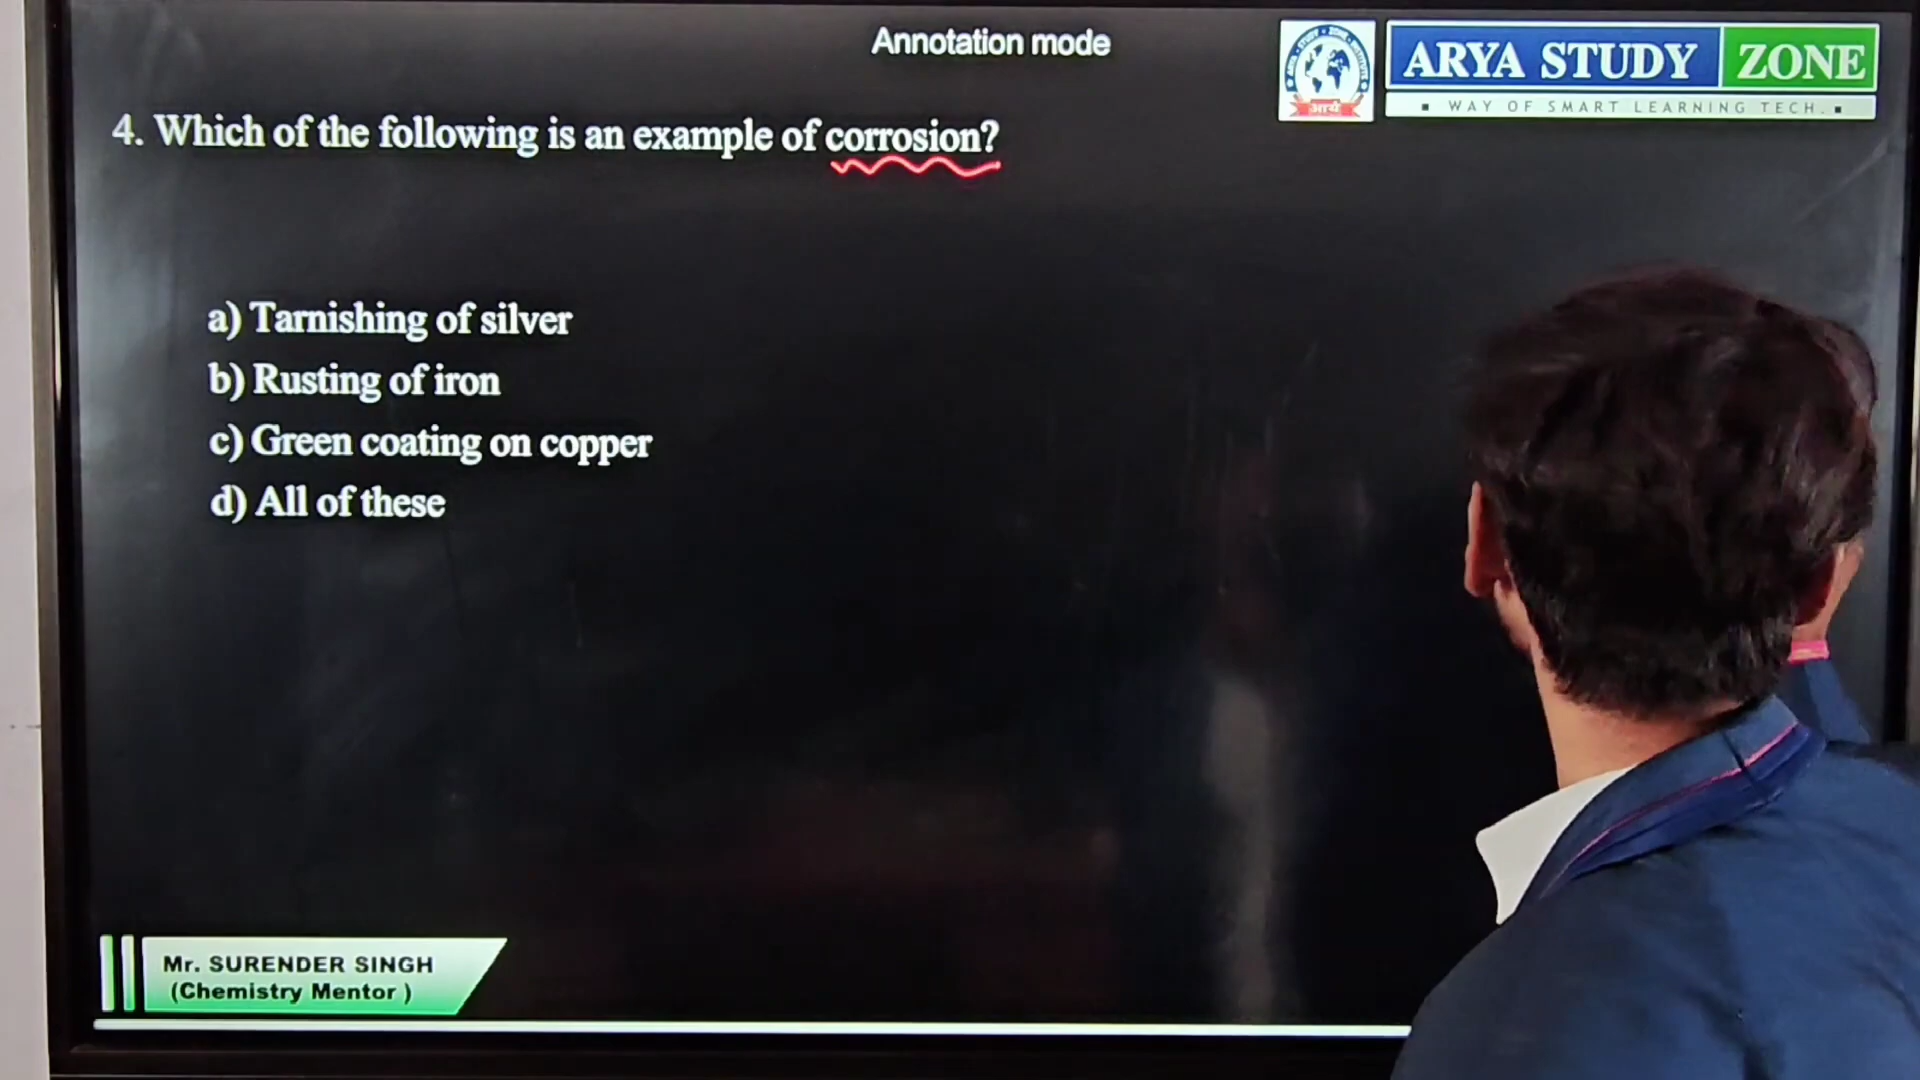 Annotation mode
ARYA STUDY ZONE
▪ WAY OF SMART LEARNING TECH. ▪
आर्य
4. Which of the following is an example of corrosion?
a) Tarnishing of silver
b) Rusting of iron
c) Green coating on copper
d) All of these
Mr. SURENDER SINGH
(Chemistry Mentor )